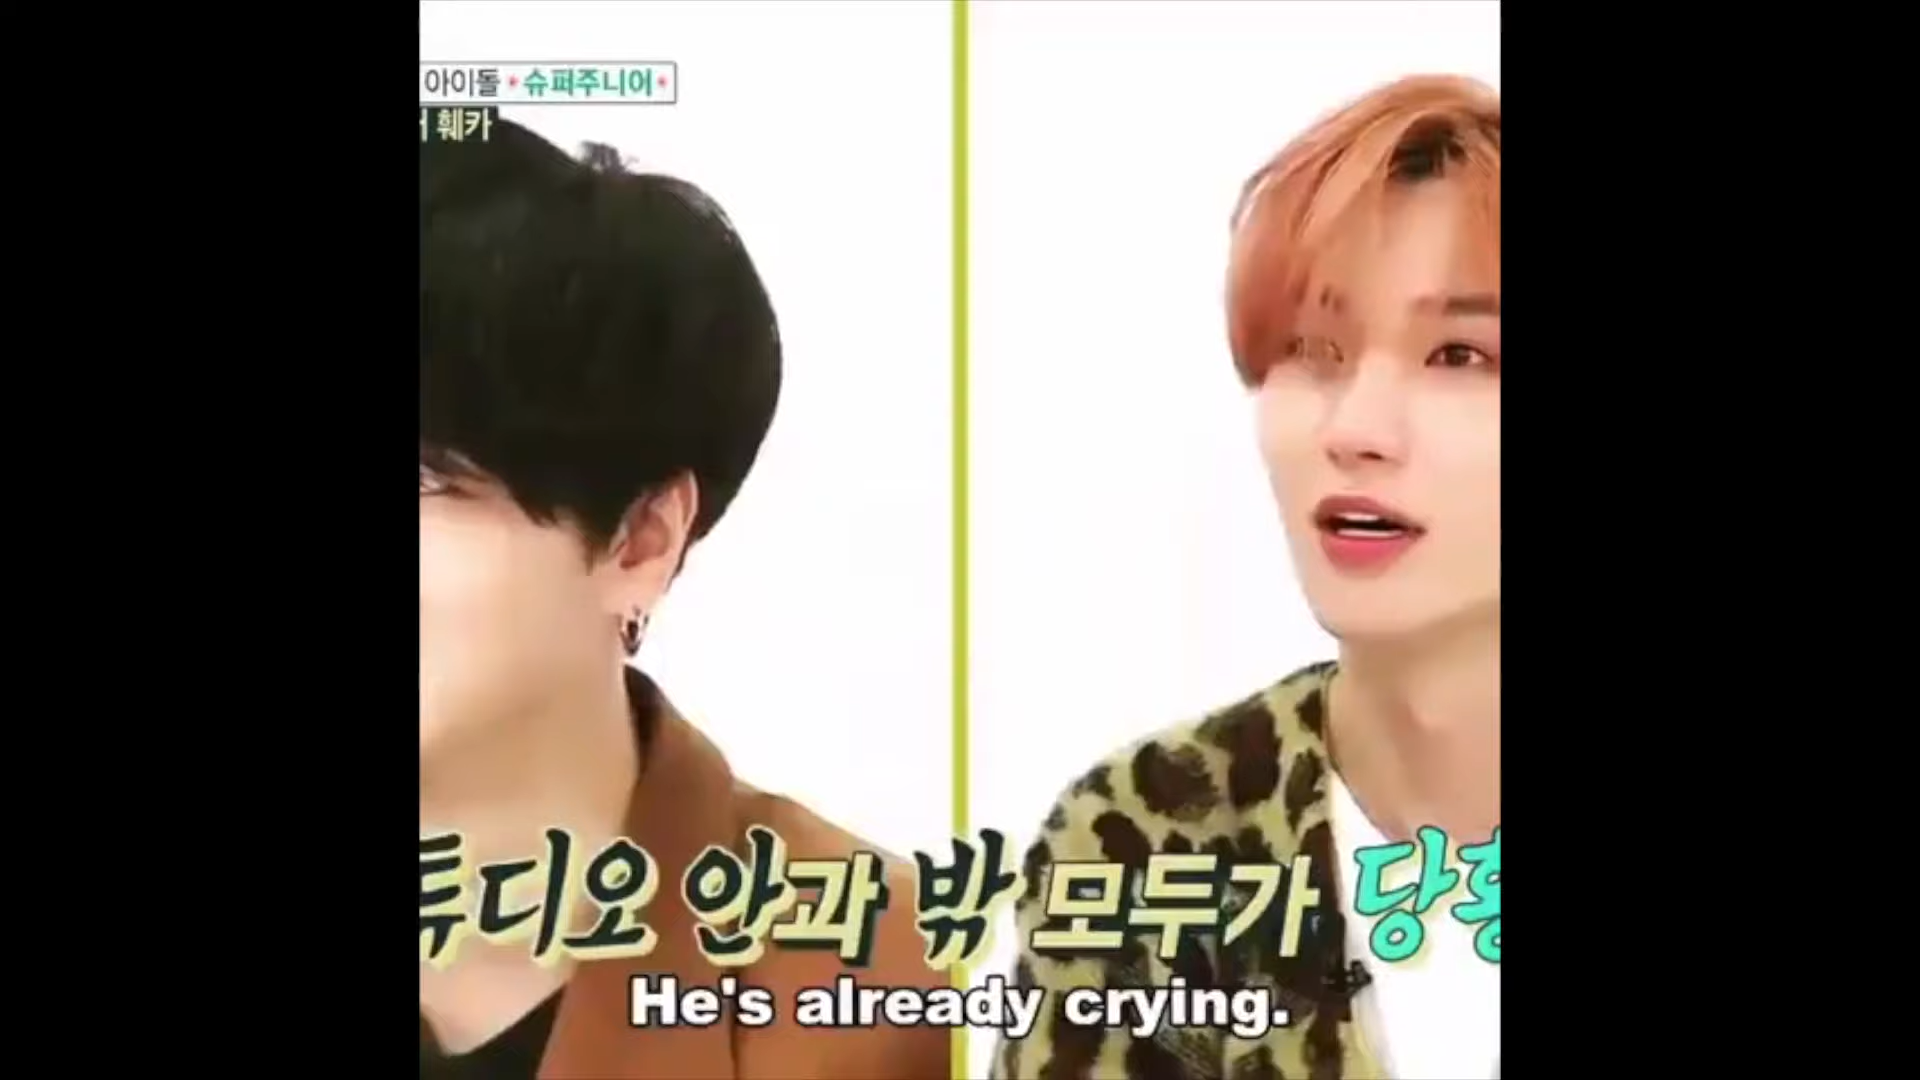 아이돌 슈퍼주니어
훼카
튜디오 안과 밖 모두가 당황
He's already crying.